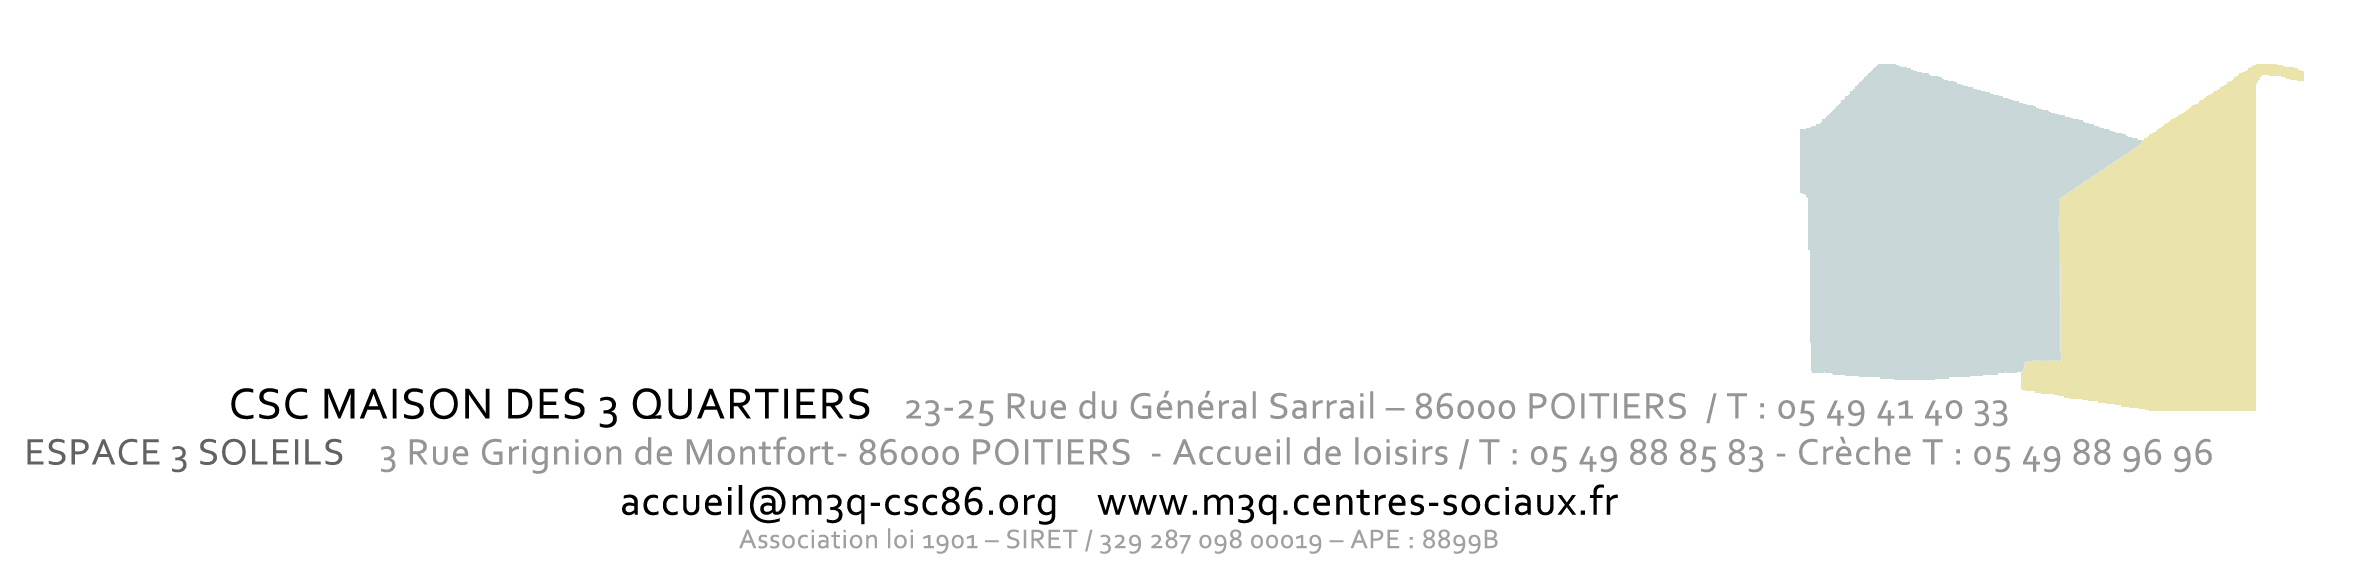 CSC MAISON DES 3 QUARTIERS 23-25 Rue du Général Sarrail – 86000 POITIERS / T : 05 49 41 40 33
ESPACE 3 SOLEILS 3 Rue Grignion de Montfort- 86000 POITIERS - Accueil de loisirs / T : 05 49 88 85 83 - Crèche T : 05 49 88 96 96
accueil@m3q-csc86.org www.m3q.centres-sociaux.fr
Association loi 1901 – SIRET / 329 287 098 00019 – APE : 8899B